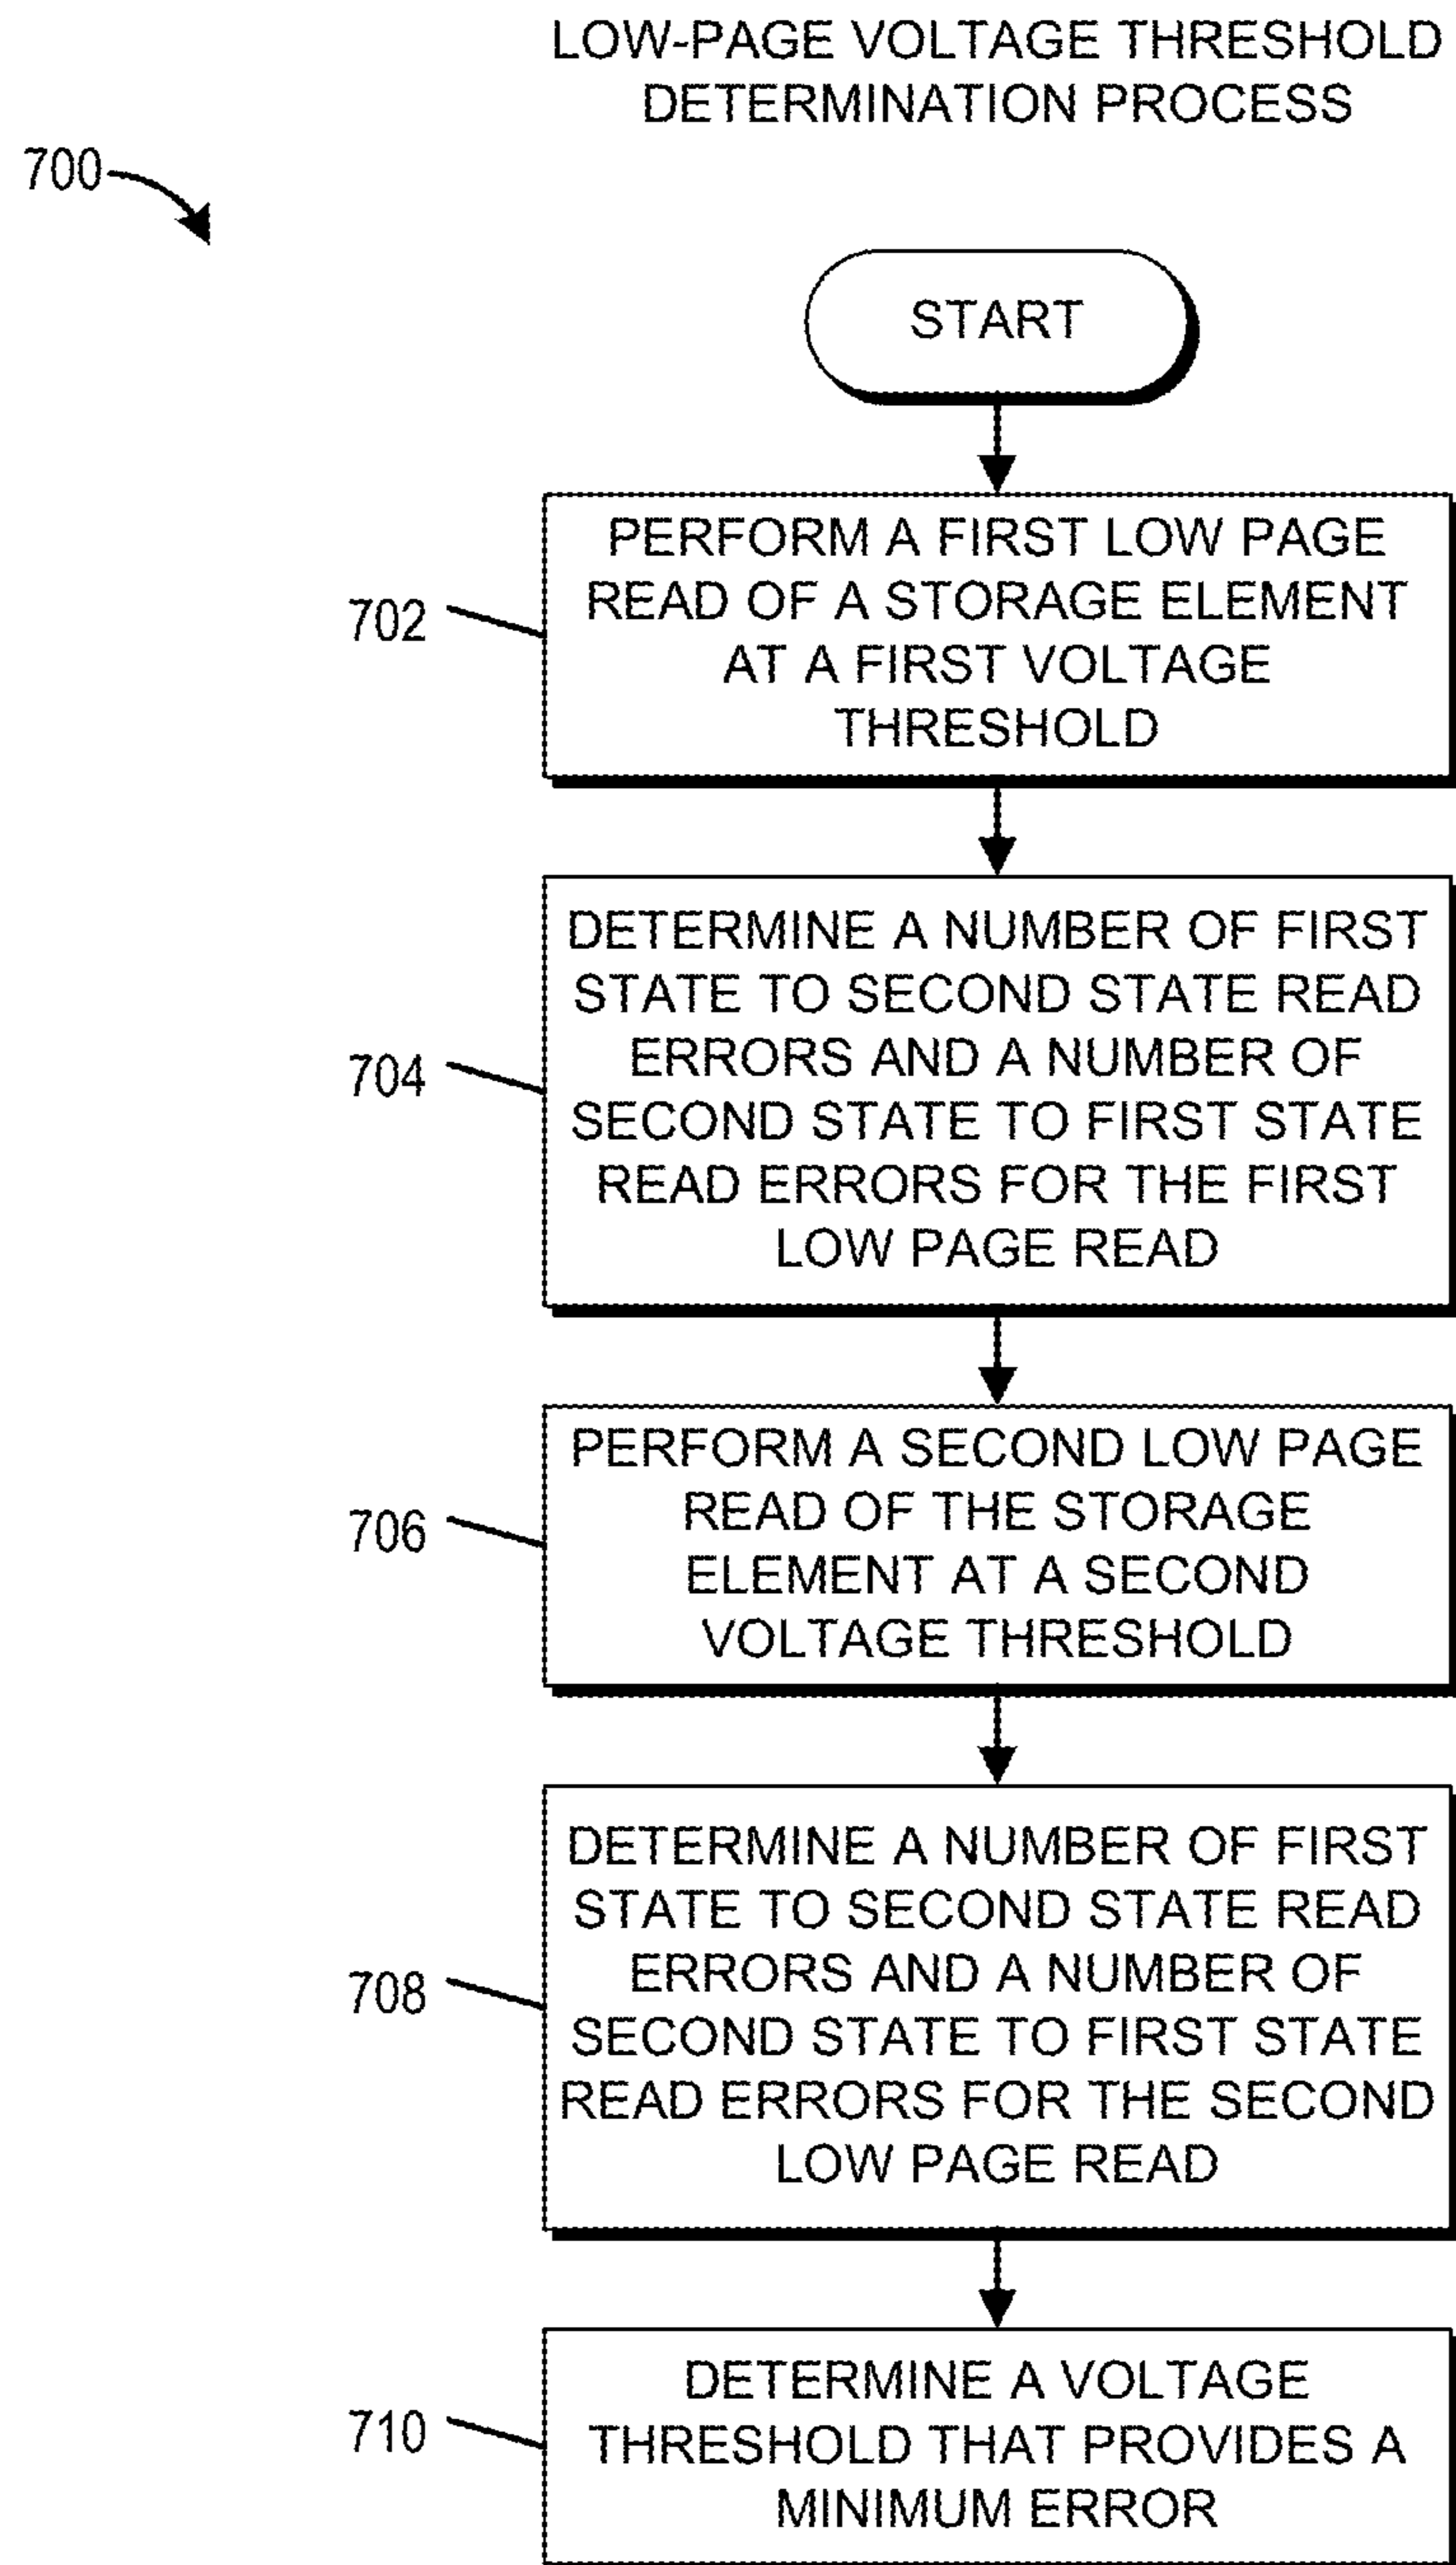 LOW-PAGE VOLTAGE THRESHOLD
DETERMINATION PROCESS
700
START
702
PERFORM A FIRST LOW PAGE
READ OF A STORAGE ELEMENT
AT A FIRST VOLTAGE
THRESHOLD
704
DETERMINE A NUMBER OF FIRST
STATE TO SECOND STATE READ
ERRORS AND A NUMBER OF
SECOND STATE TO FIRST STATE
READ ERRORS FOR THE FIRST
LOW PAGE READ
706
PERFORM A SECOND LOW PAGE
READ OF THE STORAGE
ELEMENT AT A SECOND
VOLTAGE THRESHOLD
708
DETERMINE A NUMBER OF FIRST
STATE TO SECOND STATE READ
ERRORS AND A NUMBER OF
SECOND STATE TO FIRST STATE
READ ERRORS FOR THE SECOND
LOW PAGE READ
710
DETERMINE A VOLTAGE
THRESHOLD THAT PROVIDES A
MINIMUM ERROR